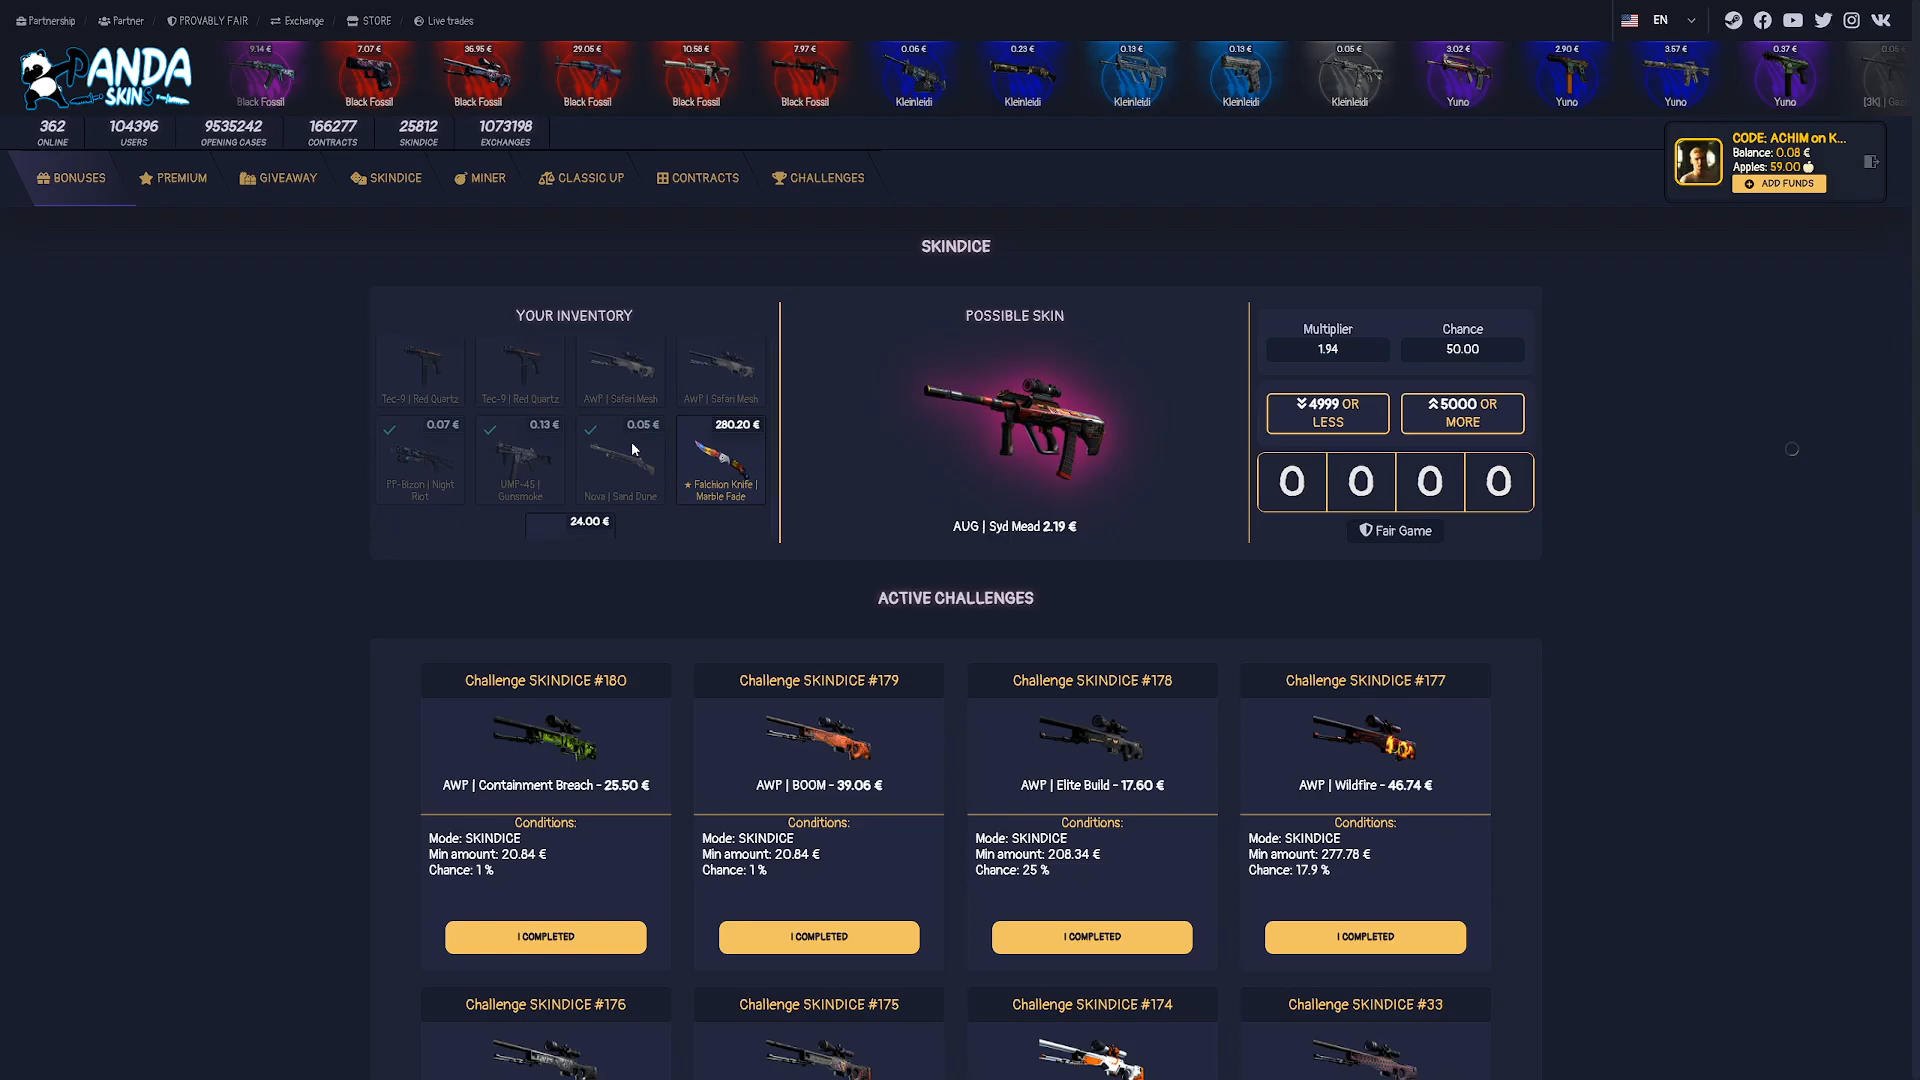 Partnership / Partner / PROVABLY FAIR / Exchange / STORE / Live trades
EN
PANDA
SKINS
9.14 € 7.07 € 36.95 € 29.05 € 10.58 € 7.97 € 0.06 € 0.23 € 0.13 € 0.13 € 0.05 € 3.02 € 2.90 € 3.57 € 0.37 € 0.05 €
Black Fossil Black Fossil Black Fossil Black Fossil Black Fossil Black Fossil Kleinleidi Kleinleidi Kleinleidi Kleinleidi Kleinleidi Yuno Yuno Yuno Yuno
362 104396 9535242 166277 25812 1073198
ONLINE USERS OPENING CASES CONTRACTS SKINDICE EXCHANGES
CODE: ACHIM on K...
Balance: 0.08 €
Apples: 59.00
ADD FUNDS
BONUSES PREMIUM GIVEAWAY SKINDICE MINER CLASSIC UP CONTRACTS CHALLENGES
SKINDICE
YOUR INVENTORY
Tec-9 | Red Quartz Tec-9 | Red Quartz AWP | Safari Mesh AWP | Safari Mesh
0.07 € 0.13 € 0.05 € 280.20 €
PP-Bizon | Night Riot
UMP-45 | Gunsmoke
Nova | Sand Dune
★ Falchion Knife | Marble Fade
24.00 €
POSSIBLE SKIN
AUG | Syd Mead 2.19 €
Multiplier Chance
1.94 50.00
4999 OR LESS
5000 OR MORE
0 0 0 0
Fair Game
ACTIVE CHALLENGES
Challenge SKINDICE #180
AWP | Containment Breach - 25.50 €
Conditions:
Mode: SKINDICE
Min amount: 20.84 €
Chance: 1 %
I COMPLETED
Challenge SKINDICE #179
AWP | BOOM - 39.06 €
Conditions:
Mode: SKINDICE
Min amount: 20.84 €
Chance: 1 %
I COMPLETED
Challenge SKINDICE #178
AWP | Elite Build - 17.60 €
Conditions:
Mode: SKINDICE
Min amount: 208.34 €
Chance: 25 %
I COMPLETED
Challenge SKINDICE #177
AWP | Wildfire - 46.74 €
Conditions:
Mode: SKINDICE
Min amount: 277.78 €
Chance: 17.9 %
I COMPLETED
Challenge SKINDICE #176
Challenge SKINDICE #175
Challenge SKINDICE #174
Challenge SKINDICE #33